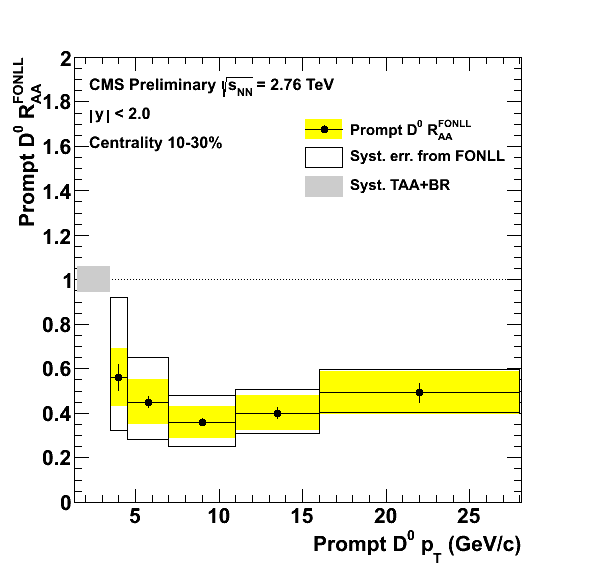 CMS Preliminary √sNN = 2.76 TeV
|y| < 2.0
Centrality 10-30%
Prompt D0 RAAFONLL
Syst. err. from FONLL
Syst. TAA+BR
Prompt D0 RAAFONLL
2
1.8
1.6
1.4
1.2
1
0.8
0.6
0.4
0.2
0
5 10 15 20 25
Prompt D0 pT (GeV/c)